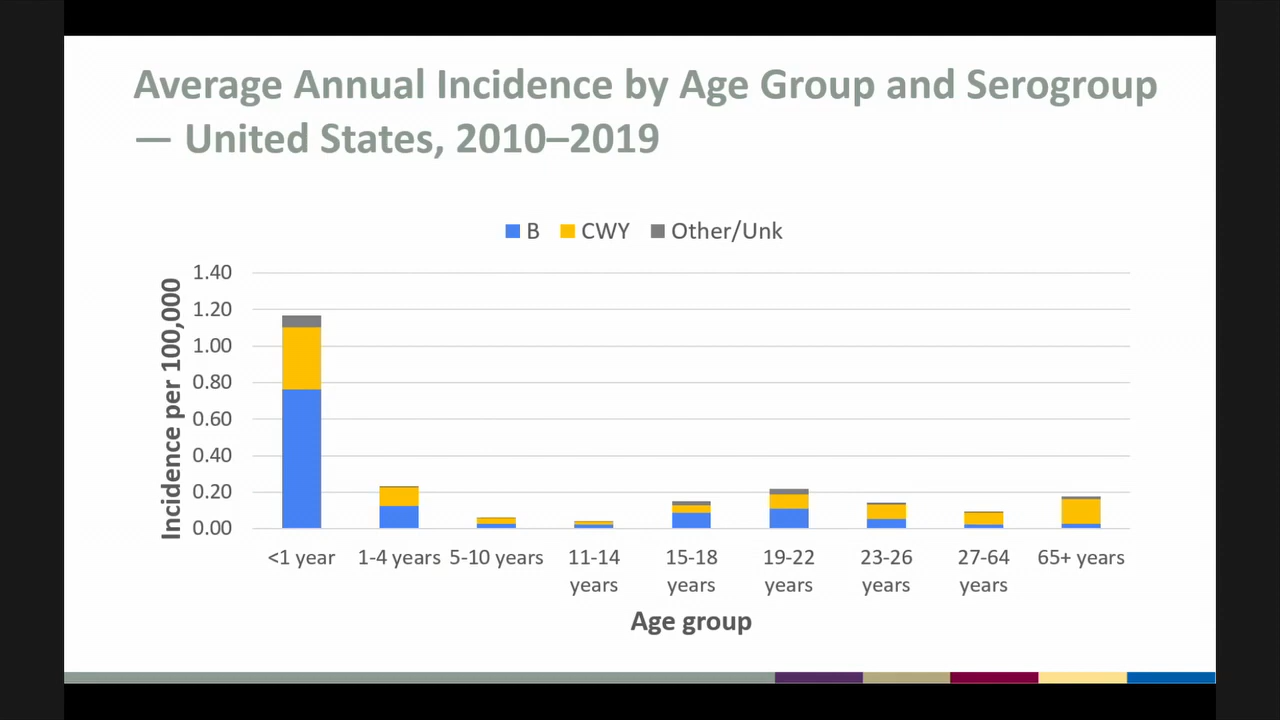 Average Annual Incidence by Age Group and Serogroup
— United States, 2010–2019
B CWY Other/Unk
Incidence per 100,000
1.40
1.20
1.00
0.80
0.60
0.40
0.20
0.00
<1 year 1-4 years 5-10 years 11-14 15-18 19-22 23-26 27-64 65+ years
years years years years years
Age group